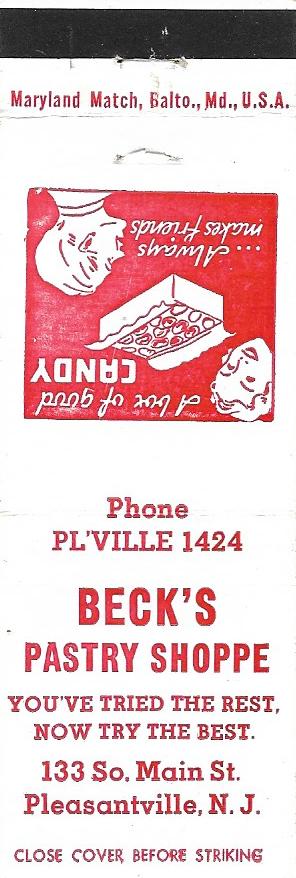 Maryland Match, Balto., Md., U.S.A.
A box of good
CANDY
...Always
makes friends
Phone
PL'VILLE 1424
BECK'S
PASTRY SHOPPE
YOU'VE TRIED THE REST,
NOW TRY THE BEST.
133 So. Main St.
Pleasantville, N. J.
CLOSE COVER BEFORE STRIKING